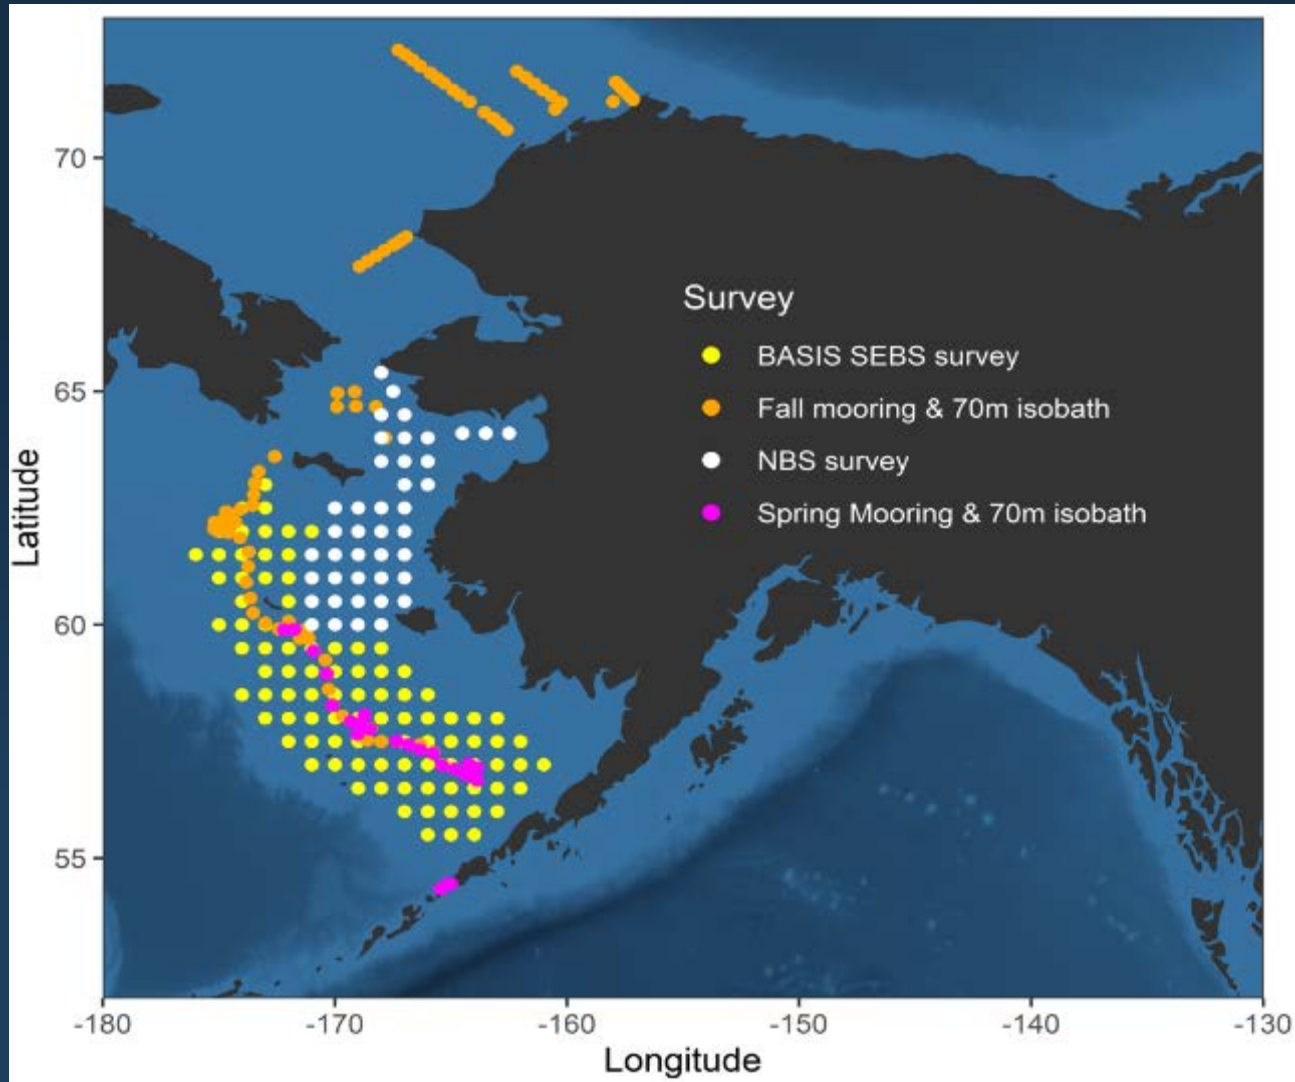 70
65
60
55
Latitude
Survey
BASIS SEBS survey
Fall mooring & 70m isobath
NBS survey
Spring Mooring & 70m isobath
-180
-170
-160
-150
-140
-130
Longitude